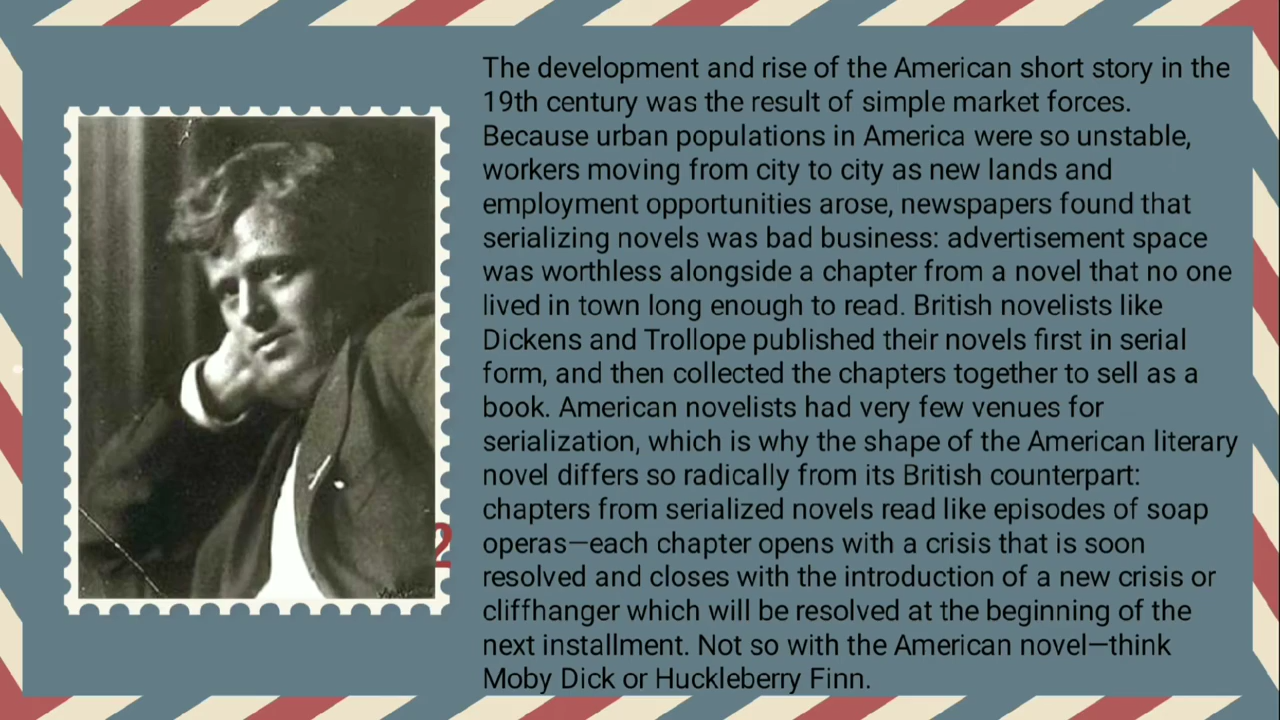 The development and rise of the American short story in the
19th century was the result of simple market forces.
Because urban populations in America were so unstable,
workers moving from city to city as new lands and
employment opportunities arose, newspapers found that
serializing novels was bad business: advertisement space
was worthless alongside a chapter from a novel that no one
lived in town long enough to read. British novelists like
Dickens and Trollope published their novels first in serial
form, and then collected the chapters together to sell as a
book. American novelists had very few venues for
serialization, which is why the shape of the American literary
novel differs so radically from its British counterpart:
chapters from serialized novels read like episodes of soap
operas—each chapter opens with a crisis that is soon
resolved and closes with the introduction of a new crisis or
cliffhanger which will be resolved at the beginning of the
next installment. Not so with the American novel—think
Moby Dick or Huckleberry Finn.
2